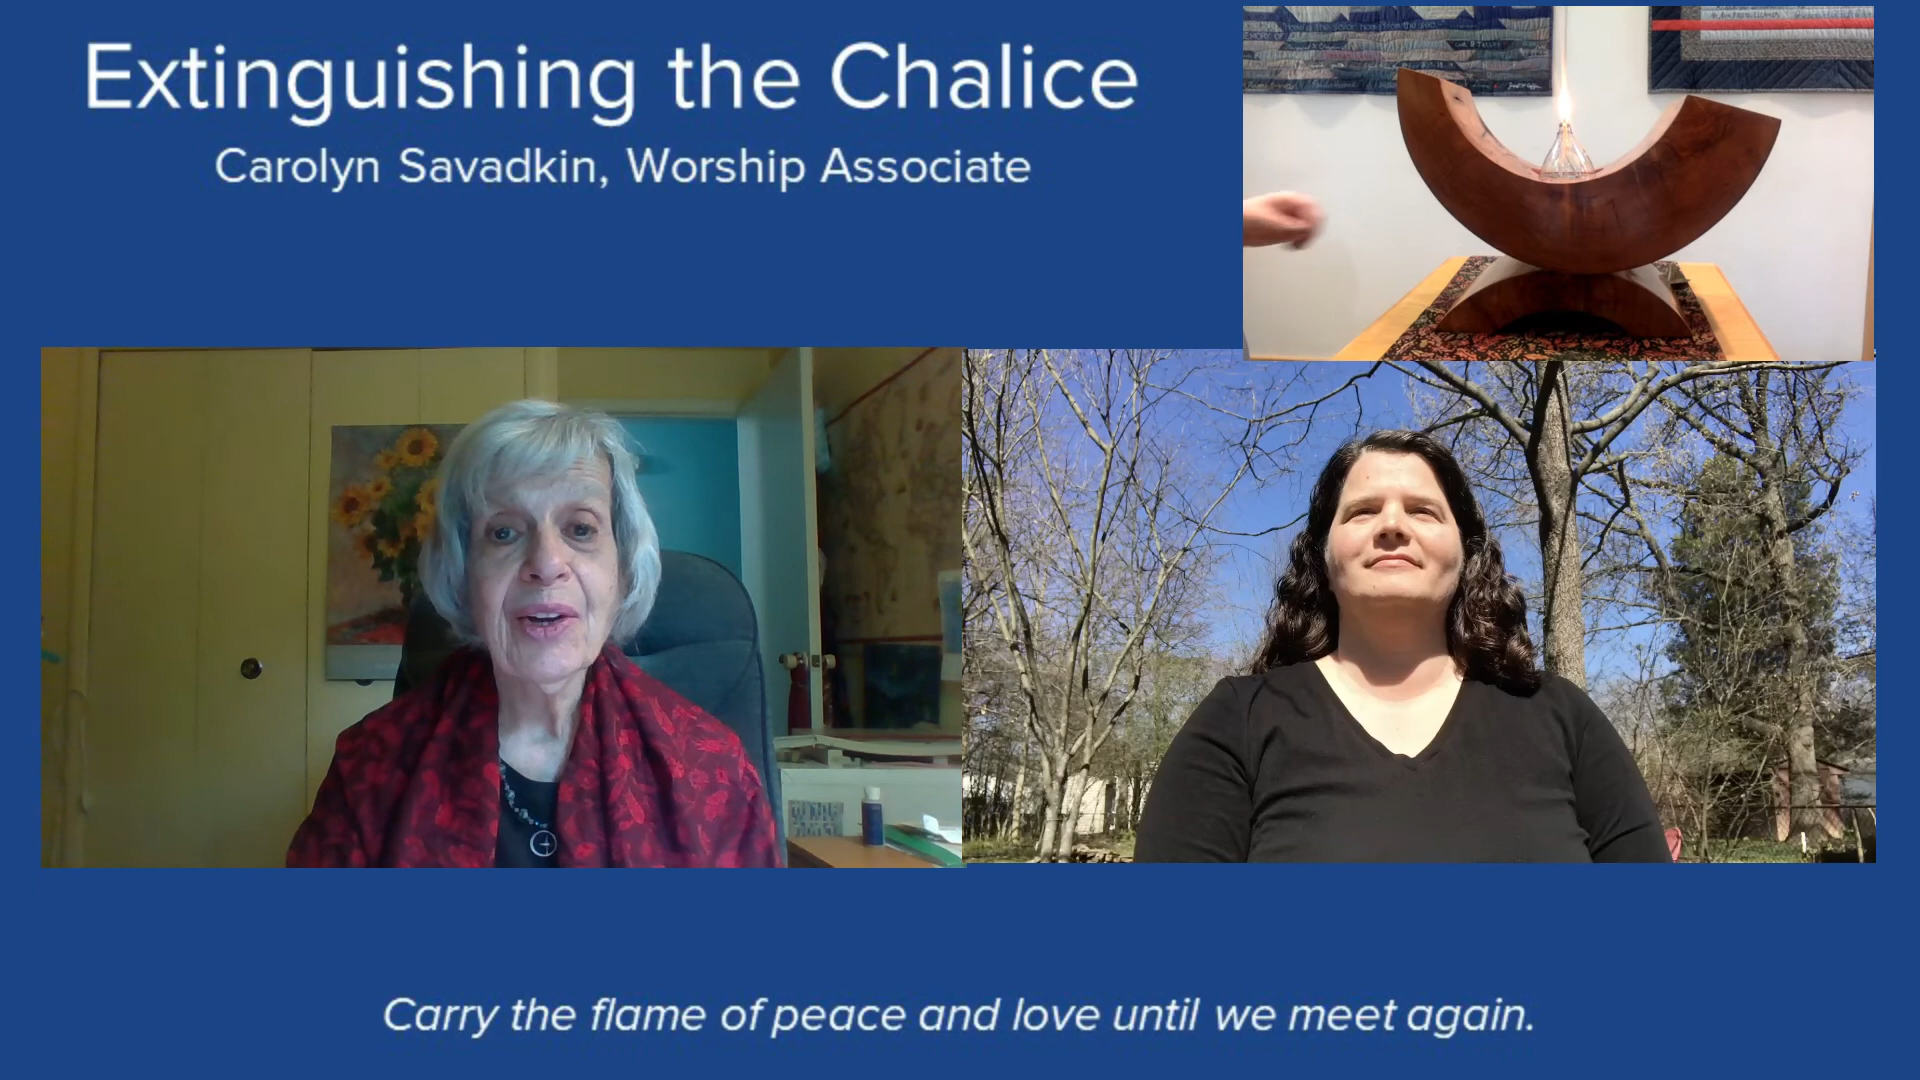 Extinguishing the Chalice
Carolyn Savadkin, Worship Associate
Carry the flame of peace and love until we meet again.